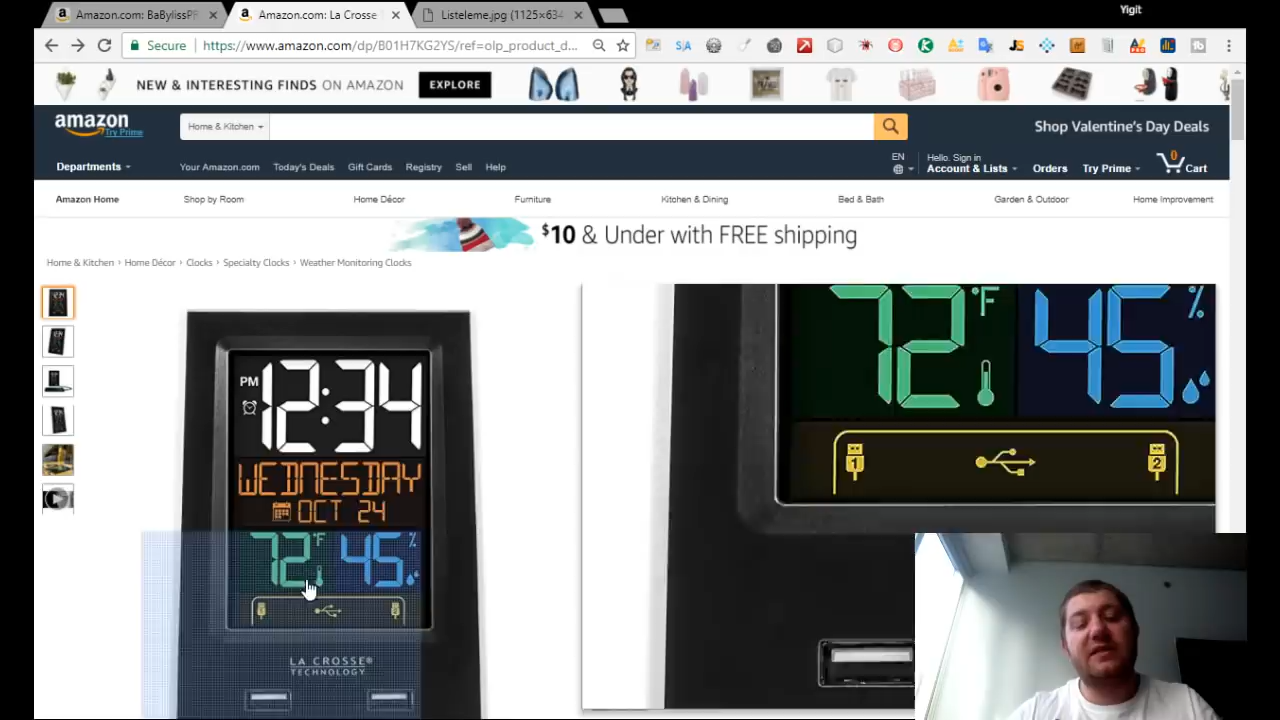 Yigit
Amazon.com: BaBylissPR
Amazon.com: La Crosse
Listeleme.jpg (1125×634
Secure
https://www.amazon.com/dp/B01H7KG2YS/ref=olp_product_d...
NEW & INTERESTING FINDS ON AMAZON
EXPLORE
amazon
Try Prime
Home & Kitchen
Shop Valentine's Day Deals
Departments
Your Amazon.com
Today's Deals
Gift Cards
Registry
Sell
Help
EN
Hello. Sign in
Account & Lists
Orders
Try Prime
0
Cart
Amazon Home
Shop by Room
Home Décor
Furniture
Kitchen & Dining
Bed & Bath
Garden & Outdoor
Home Improvement
$10 & Under with FREE shipping
Home & Kitchen › Home Décor › Clocks › Specialty Clocks › Weather Monitoring Clocks
PM 12:34
WEDNESDAY
OCT 24
72 °F 45 %
LA CROSSE®
TECHNOLOGY
72 °F 45 %
1 2